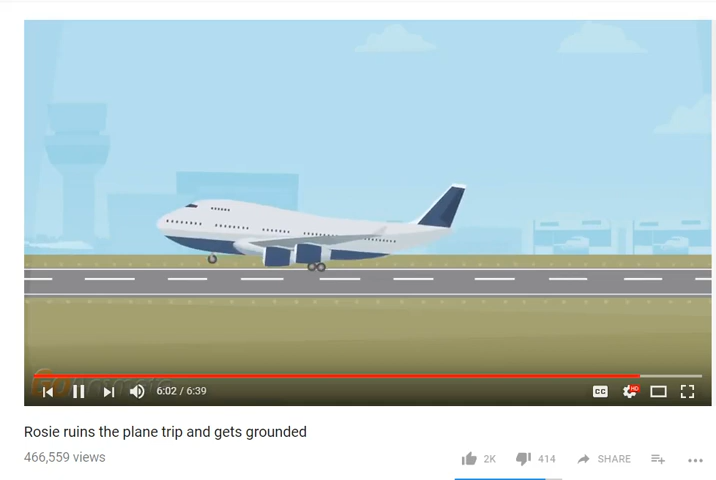 GoAnimate
6:02 / 6:39
CC
HD
Rosie ruins the plane trip and gets grounded
466,559 views
2K
414
SHARE